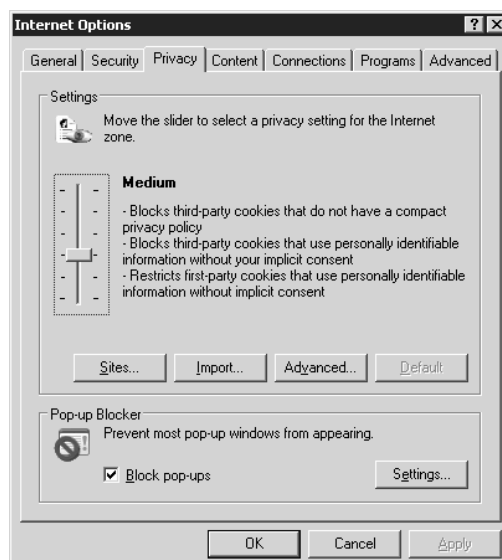 Internet Options
General Security Privacy Content Connections Programs Advanced
Settings
Move the slider to select a privacy setting for the Internet
zone.
Medium
- Blocks third-party cookies that do not have a compact
privacy policy
- Blocks third-party cookies that use personally identifiable
information without your implicit consent
- Restricts first-party cookies that use personally identifiable
information without implicit consent
Sites... Import... Advanced... Default
Pop-up Blocker
Prevent most pop-up windows from appearing.
Block pop-ups Settings...
OK Cancel Apply